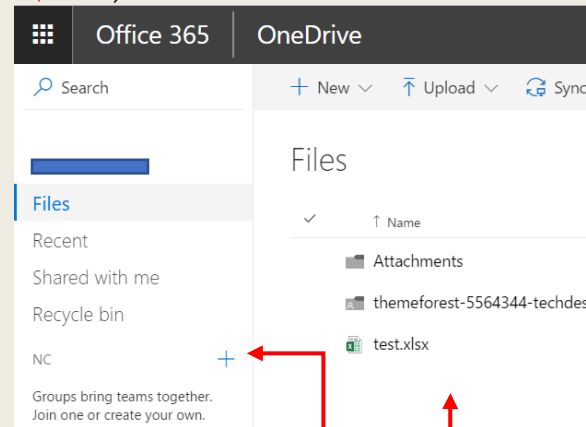 Office 365 OneDrive
Search
+ New Upload Sync
Files
Files
Recent
Shared with me
Recycle bin
↑ Name
Attachments
themeforest-5564344-techdes
test.xlsx
NC +
Groups bring teams together.
Join one or create your own.